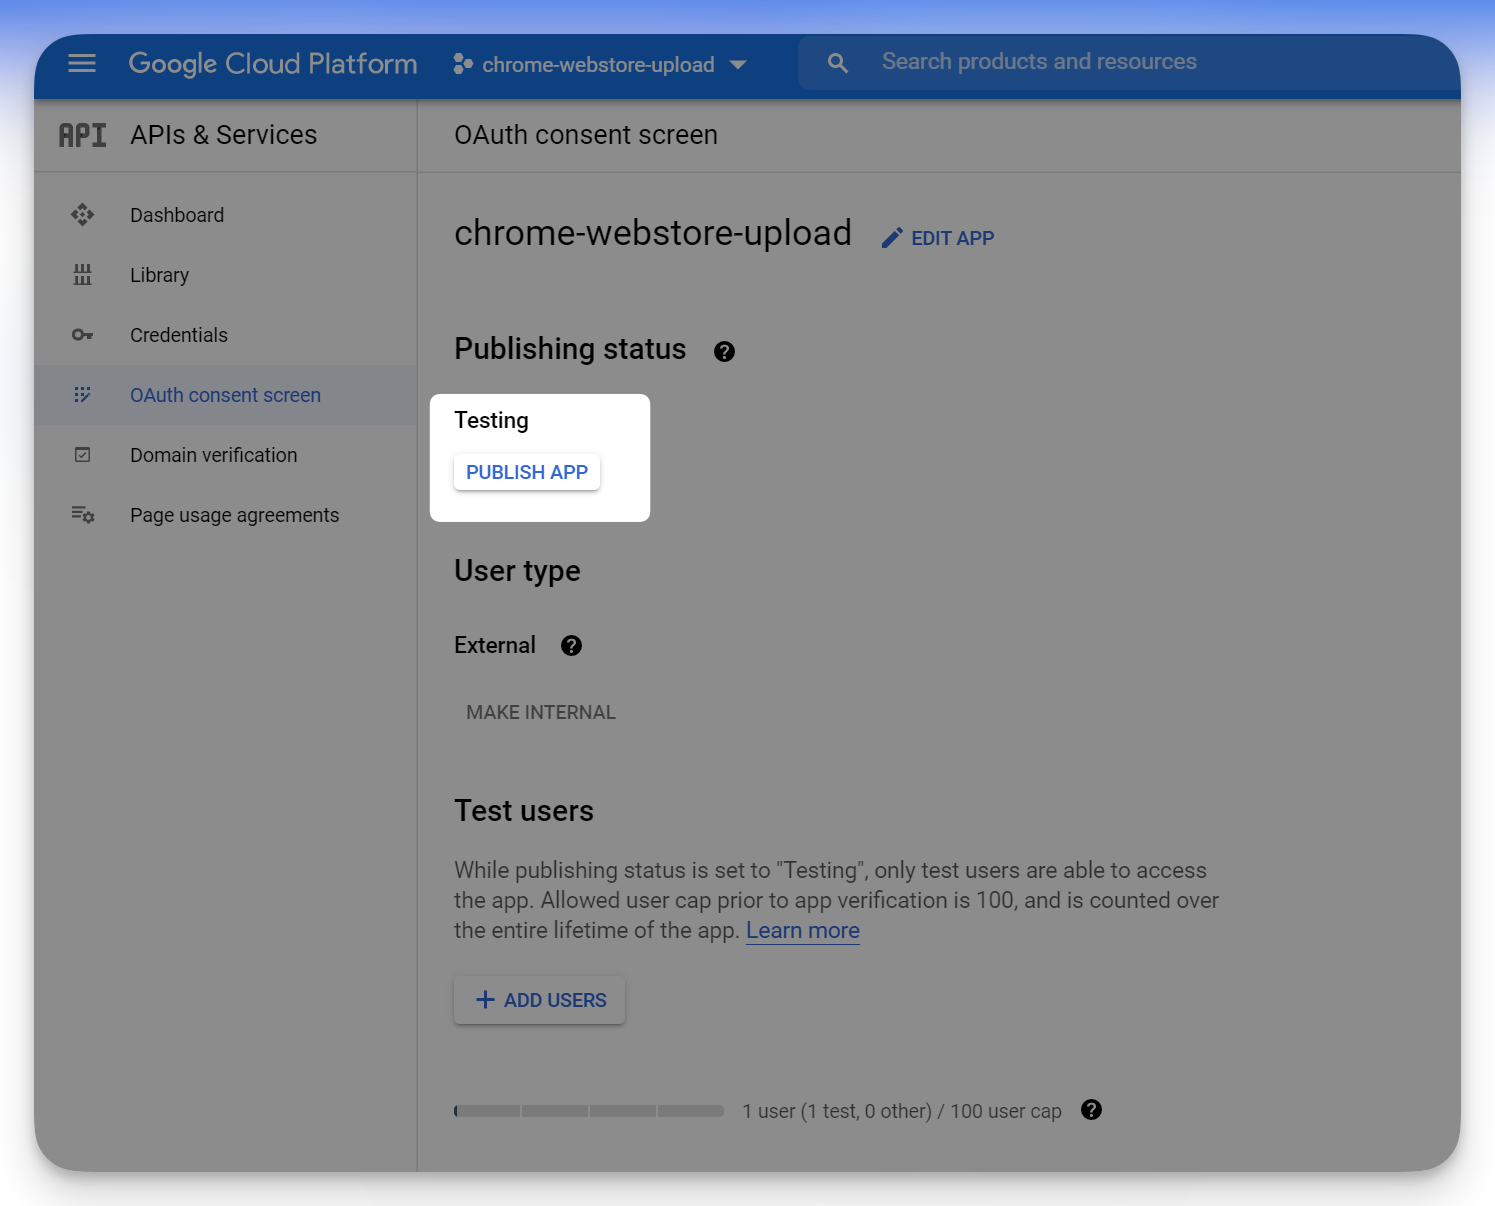 Google Cloud Platform
chrome-webstore-upload
Search products and resources
API
APIs & Services
Dashboard
Library
Credentials
OAuth consent screen
Domain verification
Page usage agreements
OAuth consent screen
chrome-webstore-upload
EDIT APP
Publishing status
Testing
PUBLISH APP
User type
External
MAKE INTERNAL
Test users
While publishing status is set to "Testing", only test users are able to access
the app. Allowed user cap prior to app verification is 100, and is counted over
the entire lifetime of the app. Learn more
ADD USERS
1 user (1 test, 0 other) / 100 user cap